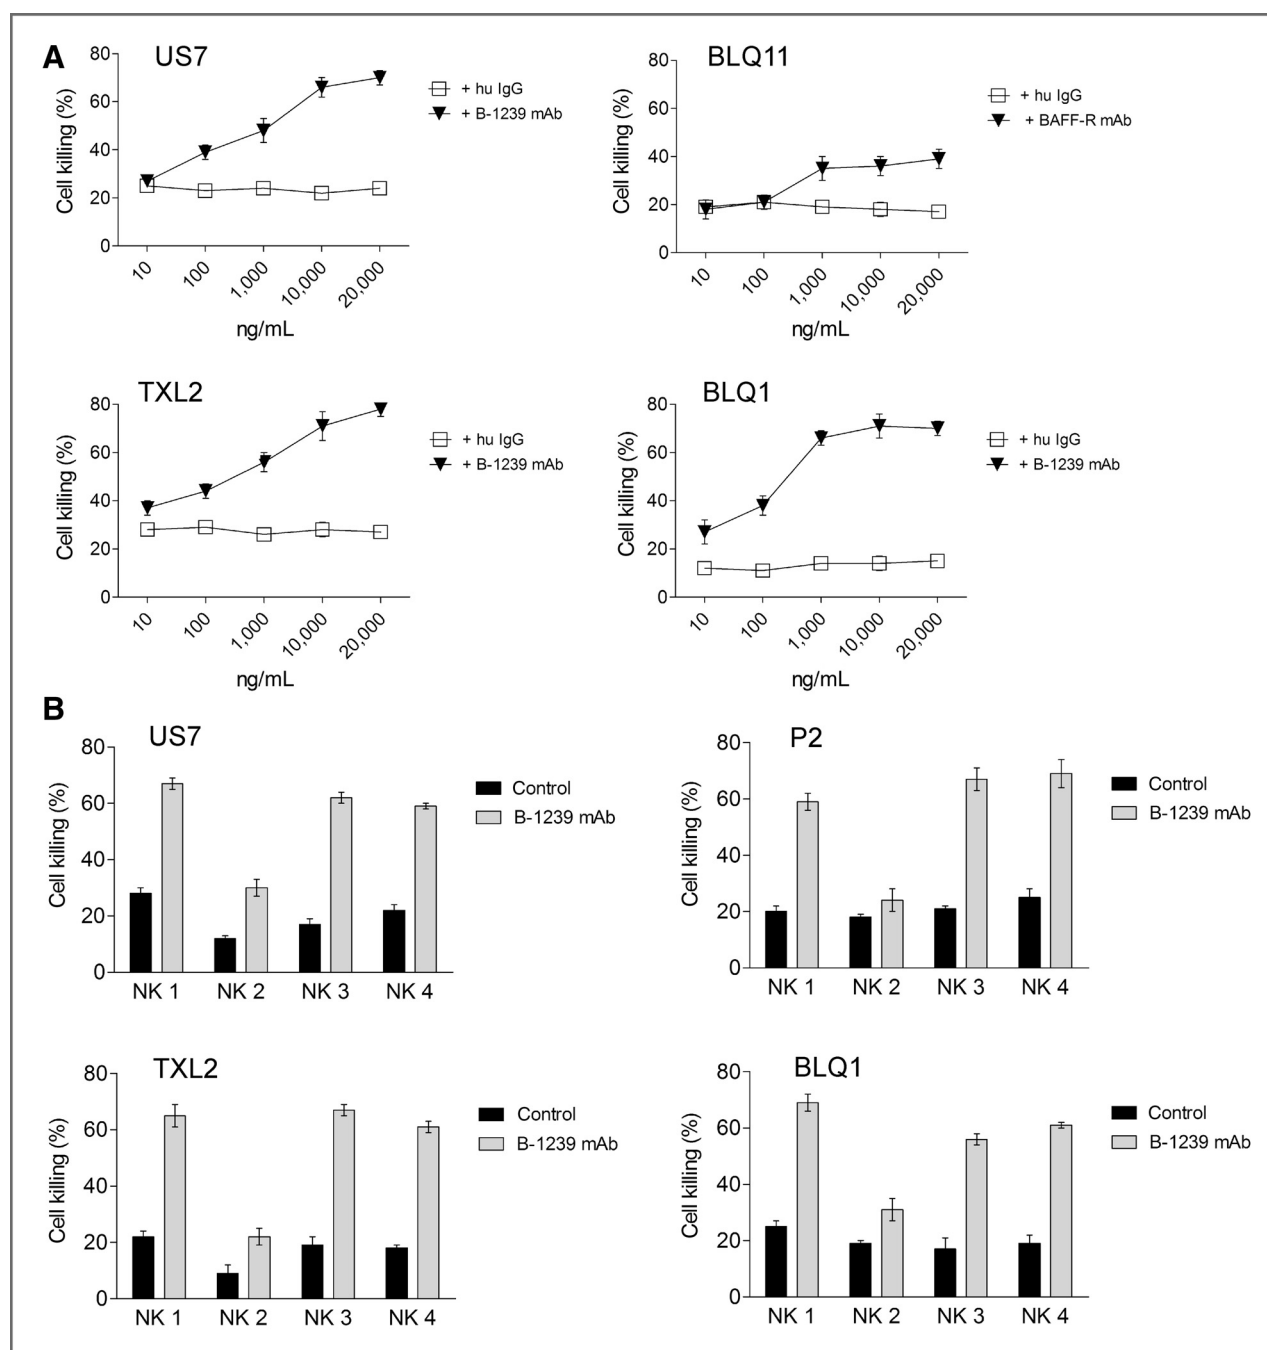 A
US7
80
60
40
20
0
Cell killing (%)
10
100
1,000
10,000
20,000
ng/mL
+ hu IgG
+ B-1239 mAb
BLQ11
80
60
40
20
0
Cell killing (%)
10
100
1,000
10,000
20,000
ng/mL
+ hu IgG
+ BAFF-R mAb
TXL2
80
60
40
20
0
Cell killing (%)
10
100
1,000
10,000
20,000
ng/mL
+ hu IgG
+ B-1239 mAb
BLQ1
80
60
40
20
0
Cell killing (%)
10
100
1,000
10,000
20,000
ng/mL
+ hu IgG
+ B-1239 mAb
B
US7
80
60
40
20
0
Cell killing (%)
NK 1 NK 2 NK 3 NK 4
Control
B-1239 mAb
P2
80
60
40
20
0
Cell killing (%)
NK 1 NK 2 NK 3 NK 4
Control
B-1239 mAb
TXL2
80
60
40
20
0
Cell killing (%)
NK 1 NK 2 NK 3 NK 4
Control
B-1239 mAb
BLQ1
80
60
40
20
0
Cell killing (%)
NK 1 NK 2 NK 3 NK 4
Control
B-1239 mAb